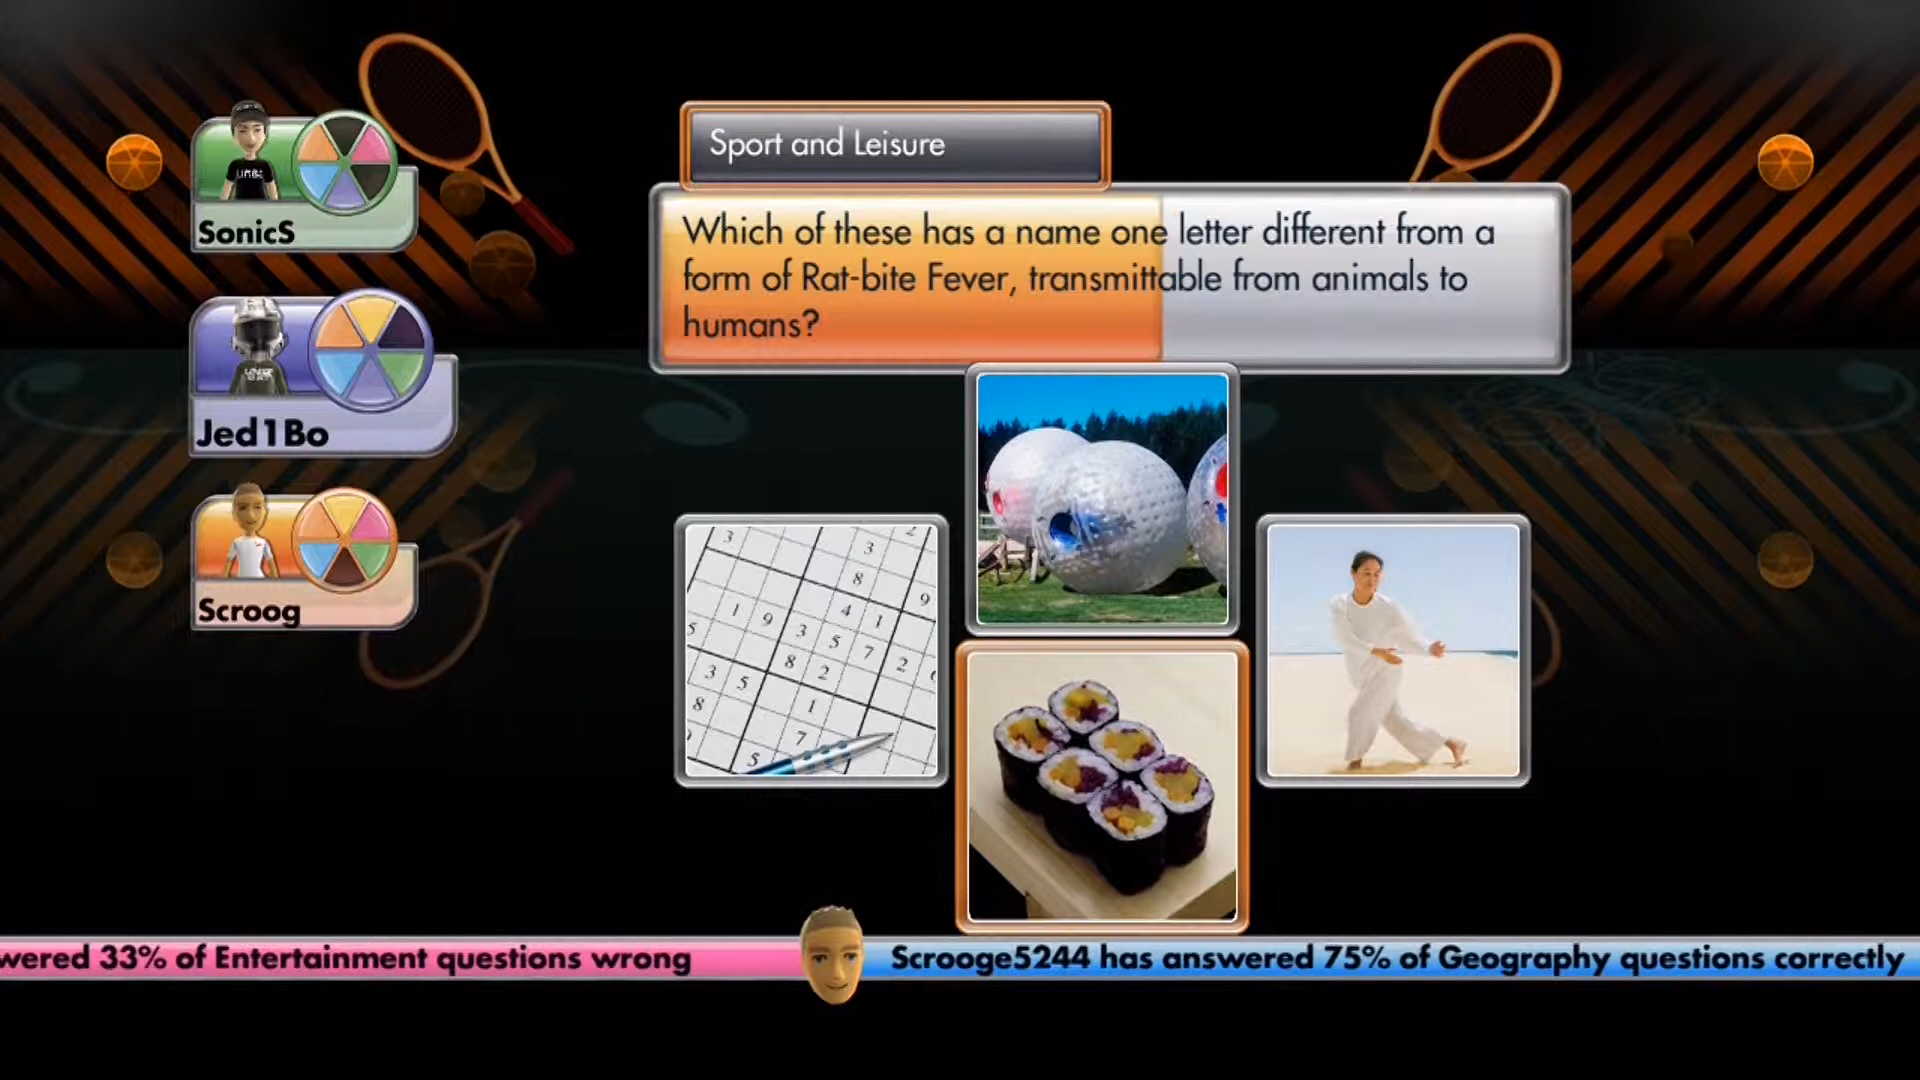 Sport and Leisure
Which of these has a name one letter different from a
form of Rat-bite Fever, transmittable from animals to
humans?
SonicS
Jed1Bo
Scroog
wered 33% of Entertainment questions wrong
Scrooge5244 has answered 75% of Geography questions correctly